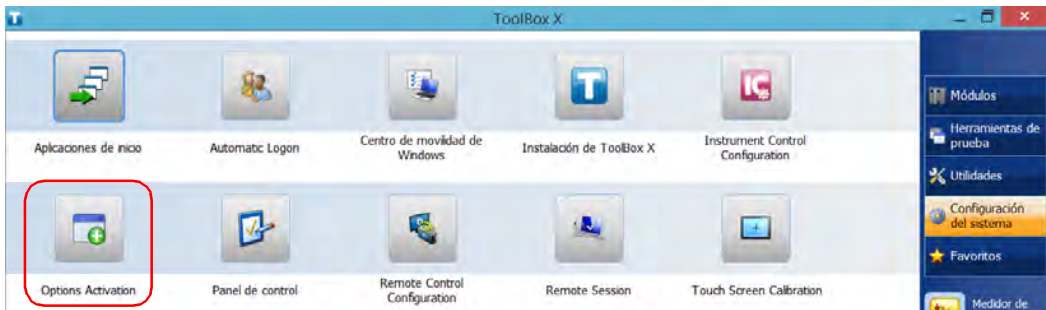 ToolBox X
Aplicaciones de inicio
Automatic Logon
Centro de movilidad de
Windows
Instalación de ToolBox X
Instrument Control
Configuration
Options Activation
Panel de control
Remote Control
Configuration
Remote Session
Touch Screen Calibration
Módulos
Herramientas de
prueba
Utilidades
Configuración
del sistema
Favoritos
Medidor de